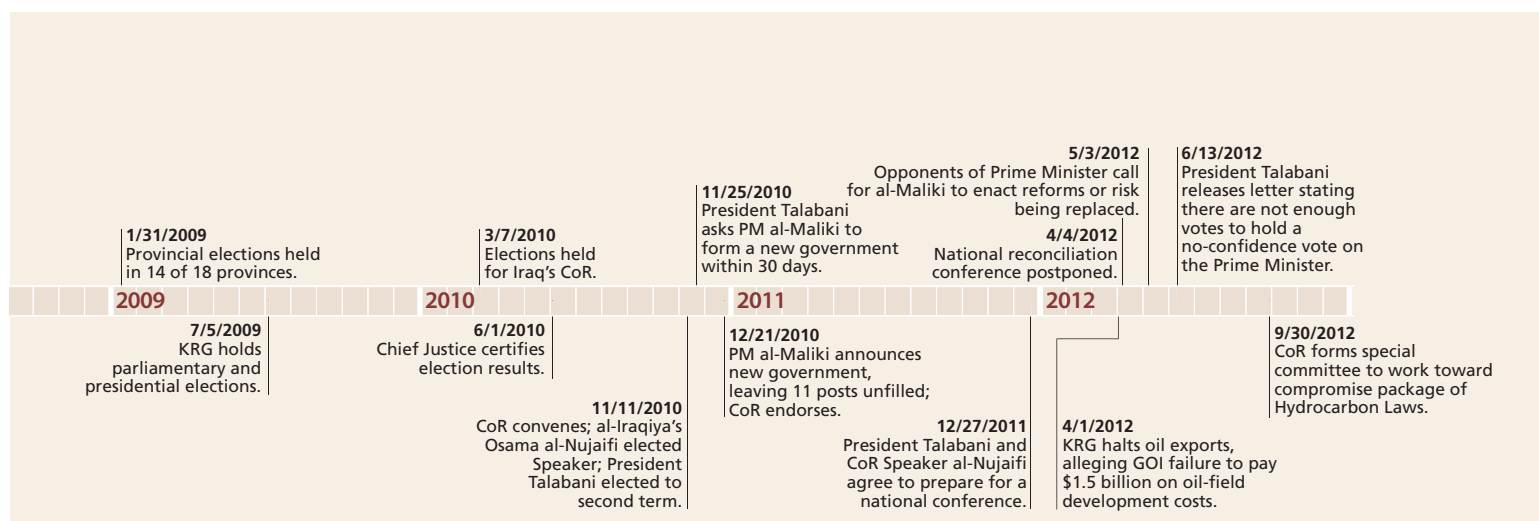 5/3/2012
Opponents of Prime Minister call
for al-Maliki to enact reforms or risk
being replaced.
6/13/2012
President Talabani
releases letter stating
there are not enough
votes to hold a
no-confidence vote on
the Prime Minister.
11/25/2010
President Talabani
asks PM al-Maliki to
form a new government
within 30 days.
1/31/2009
Provincial elections held
in 14 of 18 provinces.
3/7/2010
Elections held
for Iraq’s CoR.
4/4/2012
National reconciliation
conference postponed.
2009
2010
2011
2012
7/5/2009
KRG holds
parliamentary and
presidential elections.
6/1/2010
Chief Justice certifies
election results.
11/11/2010
CoR convenes; al-Iraqiya’s
Osama al-Nujaifi elected
Speaker; President
Talabani elected to
second term.
12/21/2010
PM al-Maliki announces
new government,
leaving 11 posts unfilled;
CoR endorses.
12/27/2011
President Talabani and
CoR Speaker al-Nujaifi
agree to prepare for a
national conference.
4/1/2012
KRG halts oil exports,
alleging GOI failure to pay
$1.5 billion on oil-field
development costs.
9/30/2012
CoR forms special
committee to work toward
compromise package of
Hydrocarbon Laws.